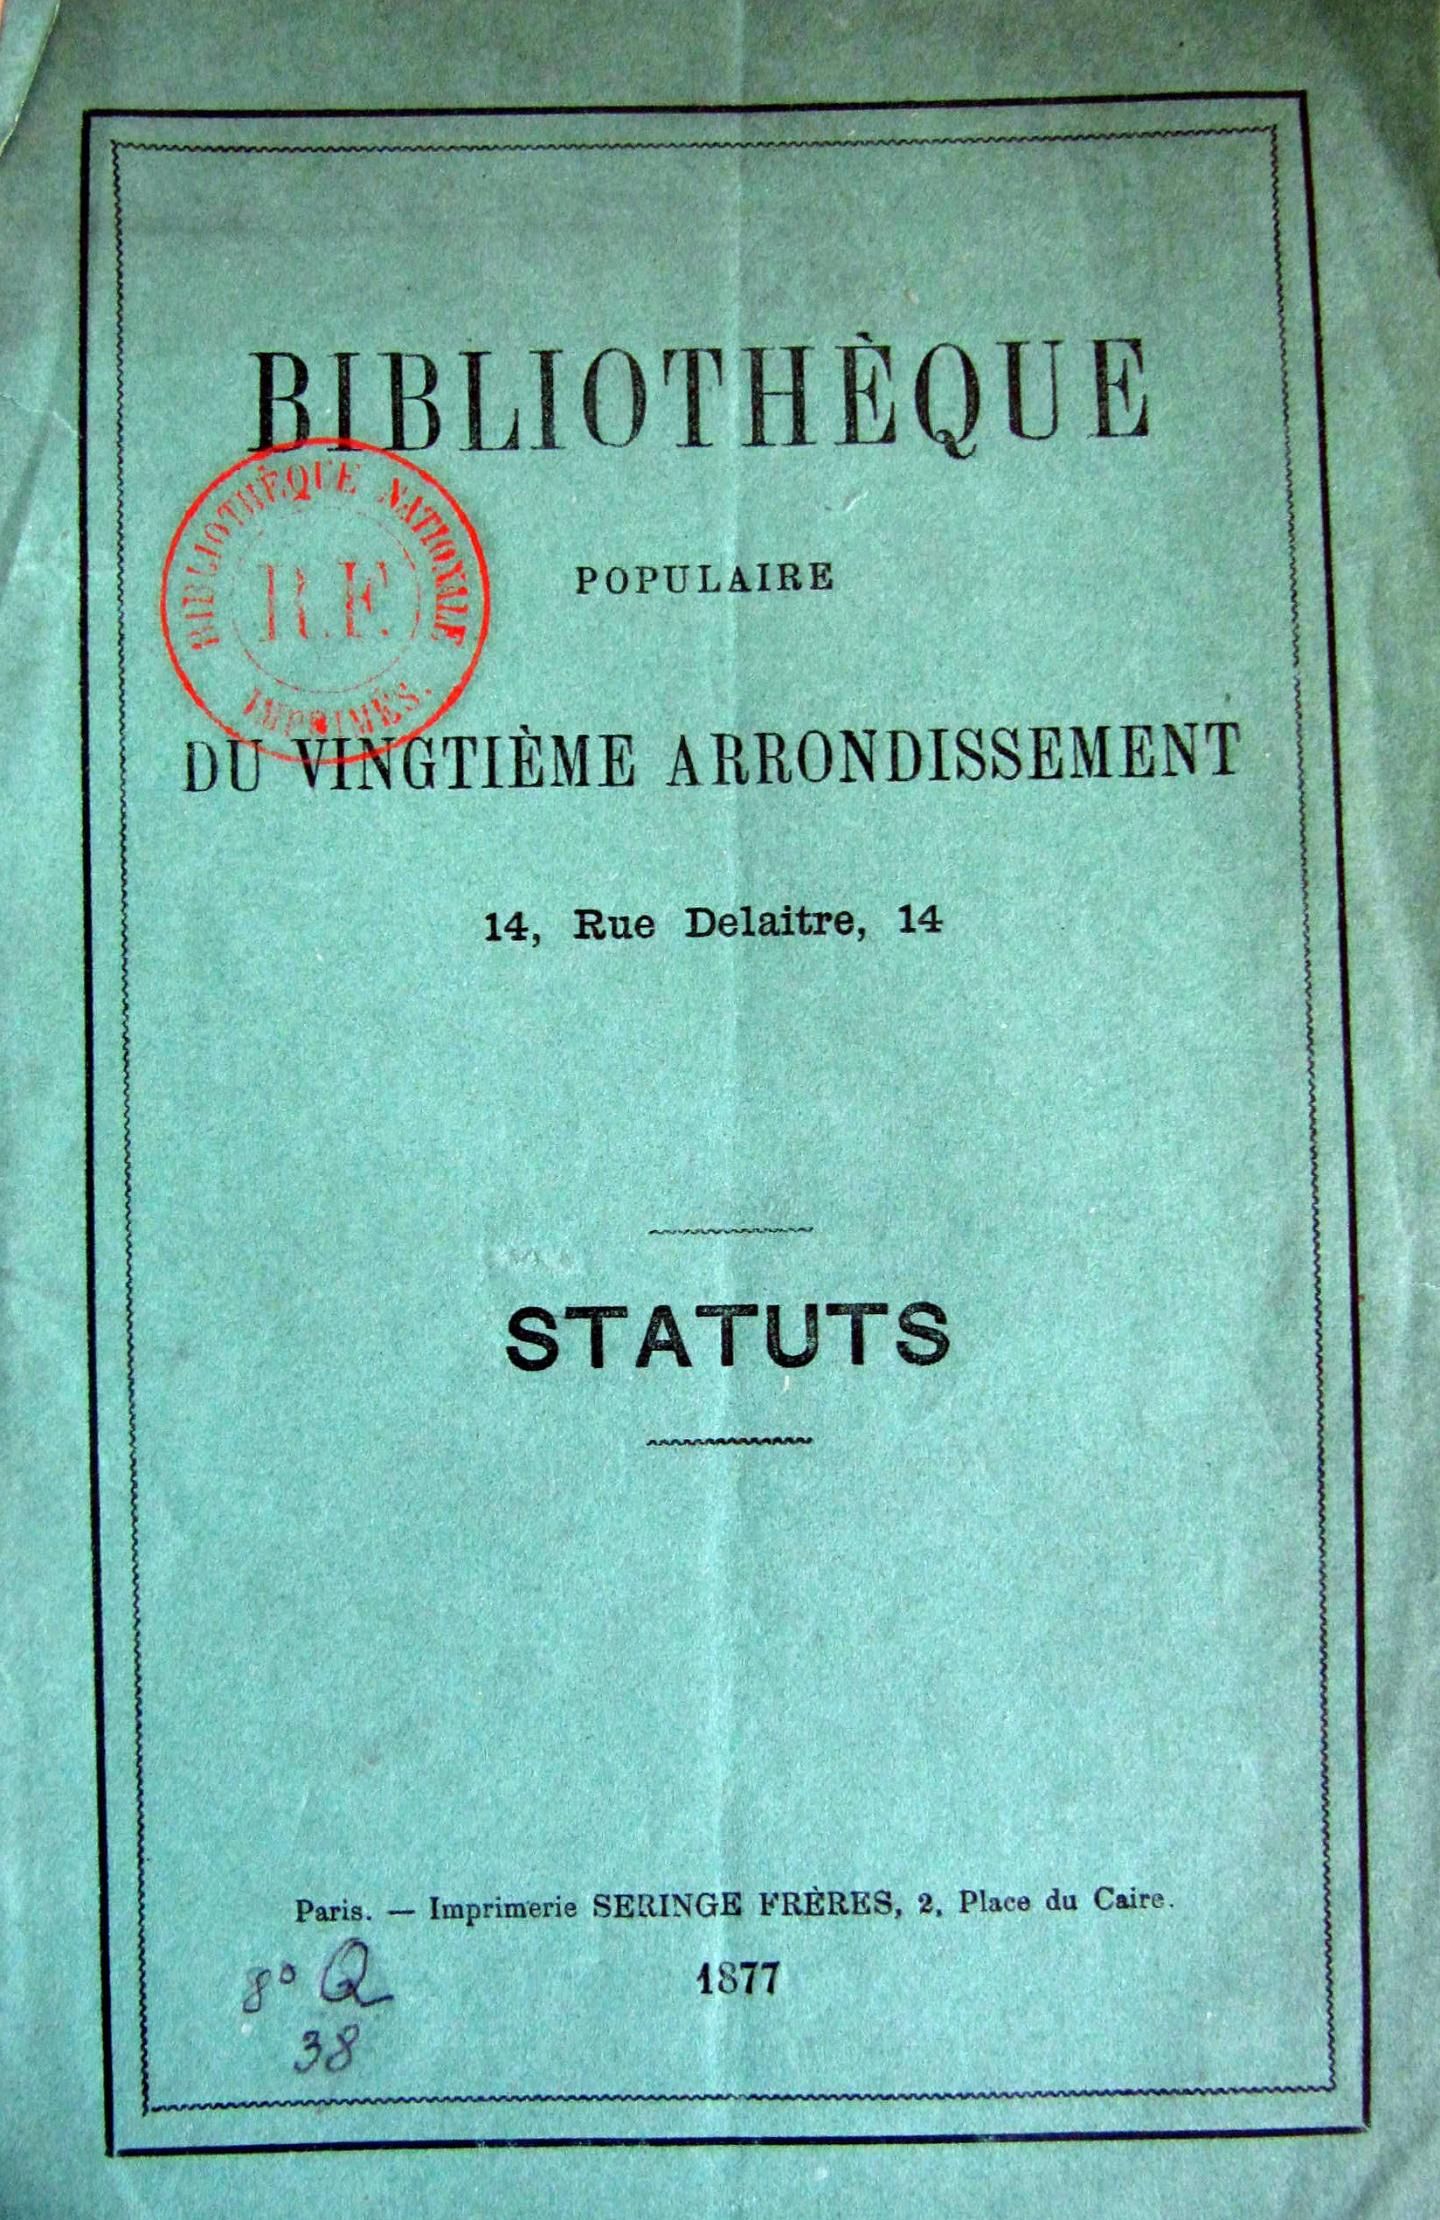 BIBLIOTHÈQUE
BIBLIOTHÈQUE NATIONALE
R.F
IMPRIMÉS.
POPULAIRE
DU VINGTIÈME ARRONDISSEMENT
14, Rue Delaitre, 14
STATUTS
Paris. — Imprimerie SERINGE FRÈRES, 2, Place du Caire.
1877
8º Q
38